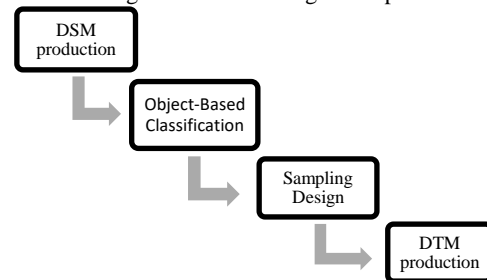 DSM
production
Object-Based
Classification
Sampling
Design
DTM
production